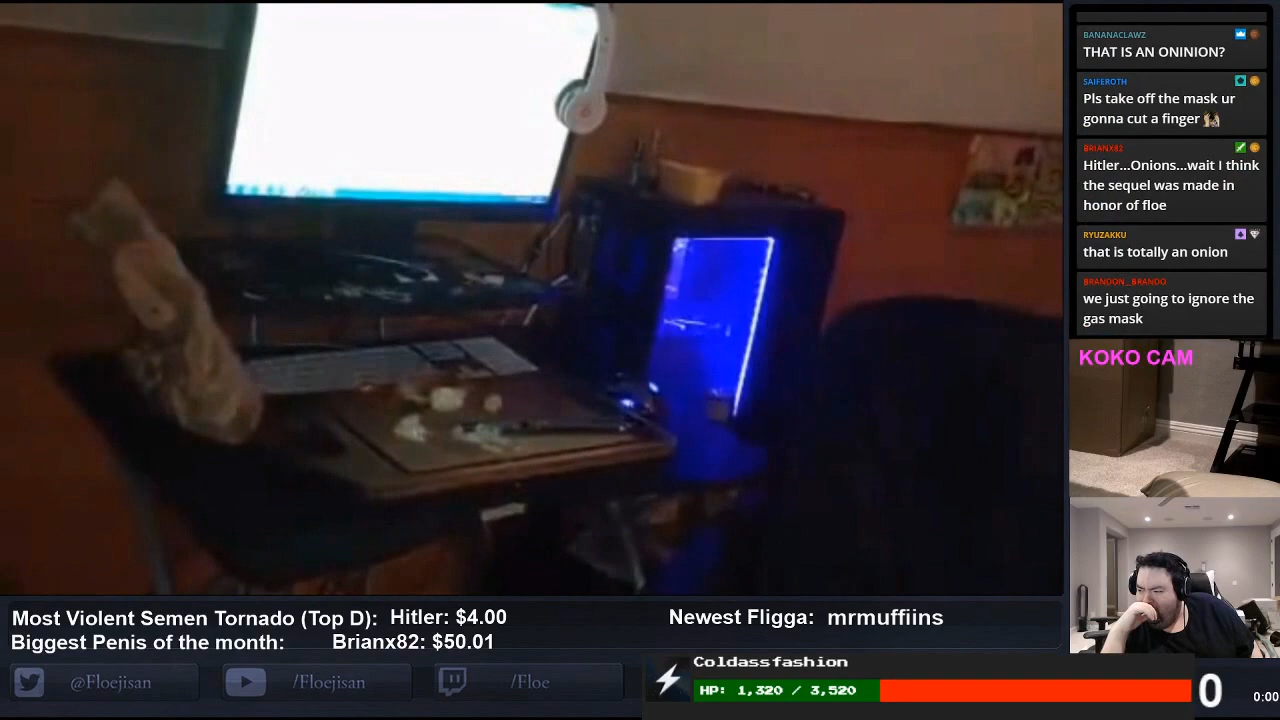 BANANACLAWZ
THAT IS AN ONINION?
SAIFEROTH
Pls take off the mask ur
gonna cut a finger
BRIANX82
Hitler...Onions...wait I think
the sequel was made in
honor of floe
RYUZAKKU
that is totally an onion
BRANDON_BRANDO
we just going to ignore the
gas mask
KOKO CAM
Most Violent Semen Tornado (Top D): Hitler: $4.00
Newest Fligga: mrmuffiins
Biggest Penis of the month: Brianx82: $50.01
@Floejisan
/Floejisan
/Floe
Coldassfashion
HP: 1,320 / 3,520
0
0:00